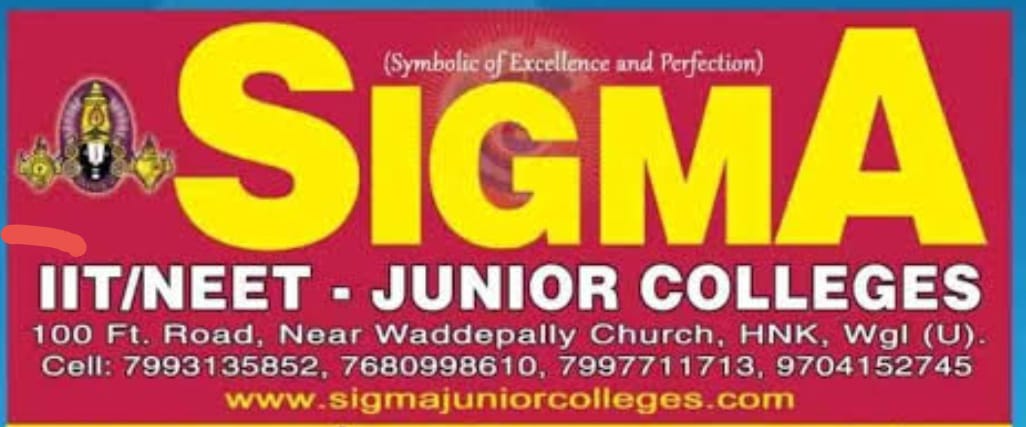 (Symbolic of Excellence and Perfection)
SIGMA
IIT/NEET - JUNIOR COLLEGES
100 Ft. Road, Near Waddepally Church, HNK, Wgl (U).
Cell: 7993135852, 7680998610, 7997711713, 9704152745
www.sigmajuniorcolleges.com